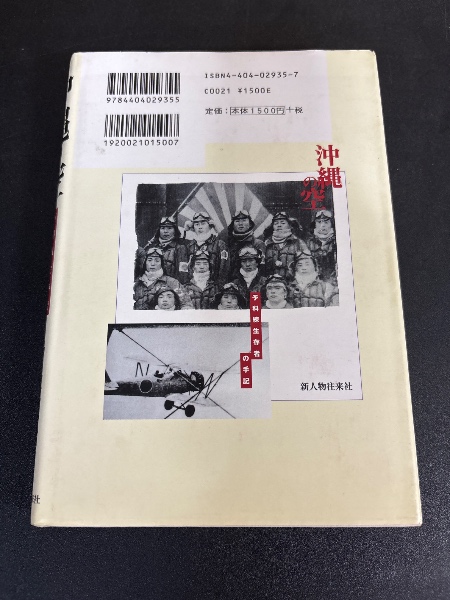 ISBN4-404-02935-7
C0021 ¥1500E
定価:本体1500円+税
9784404029355
1920021015007
沖縄の空
予科練生存者の手記
新人物往来社